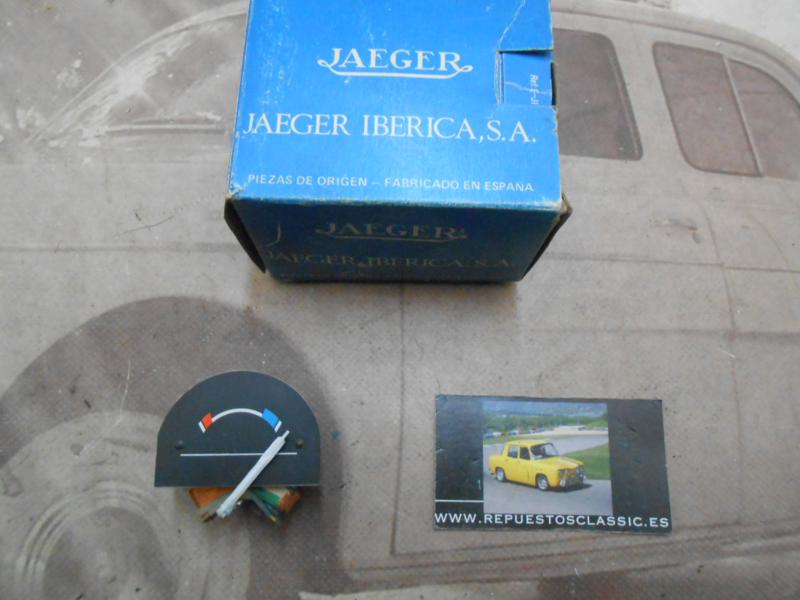 JAEGER
JAEGER IBERICA, S.A.
PIEZAS DE ORIGEN - FABRICADO EN ESPAÑA
JAEGER
JAEGER IBERICA, S.A.
WWW.REPUESTOSCLASSIC.ES